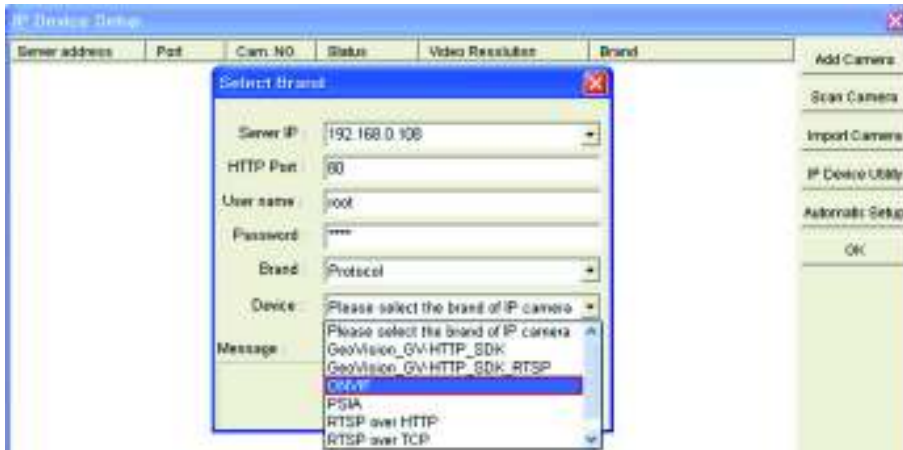 IP Device Setup
Server address Port Cam. NO. Status Video Resolution Brand
Add Camera
Select Brand
Scan Camera
Server IP : 192.168.0.108
Import Camera
HTTP Port : 80
IP Device Utility
User name : root
Automatic Setup
Password : ****
OK
Brand : Protocol
Device : Please select the brand of IP camera
Please select the brand of IP camera
Message :
GeoVision_GV-HTTP_SDK
GeoVision_GV-HTTP_SDK_RTSP
ONVIF
PSIA
RTSP over HTTP
RTSP over TCP